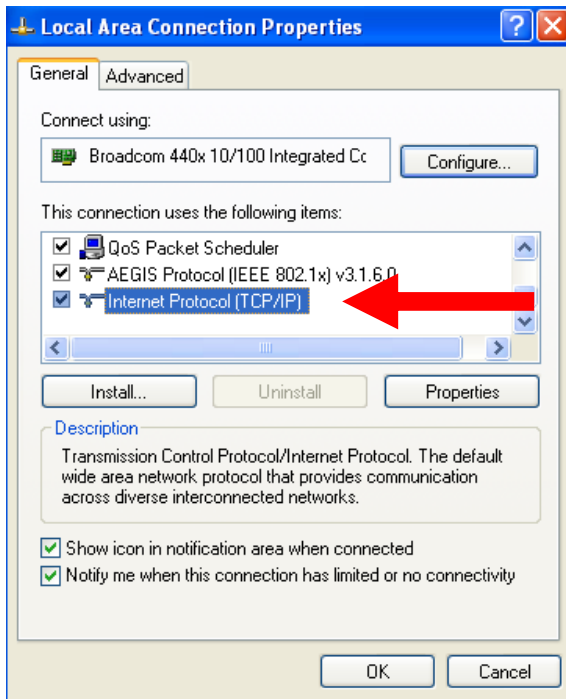 Local Area Connection Properties
General
Advanced
Connect using:
Broadcom 440x 10/100 Integrated Cc
Configure...
This connection uses the following items:
QoS Packet Scheduler
AEGIS Protocol (IEEE 802.1x) v3.1.6.0
Internet Protocol (TCP/IP)
Install...
Uninstall
Properties
Description
Transmission Control Protocol/Internet Protocol. The default
wide area network protocol that provides communication
across diverse interconnected networks.
Show icon in notification area when connected
Notify me when this connection has limited or no connectivity
OK
Cancel